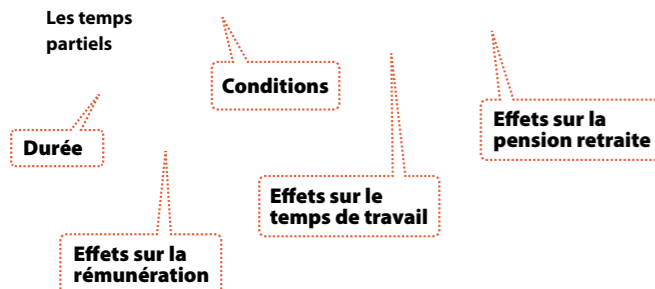 Les temps
partiels
Conditions
Effets sur la
pension retraite
Durée
Effets sur le
temps de travail
Effets sur la
rémunération